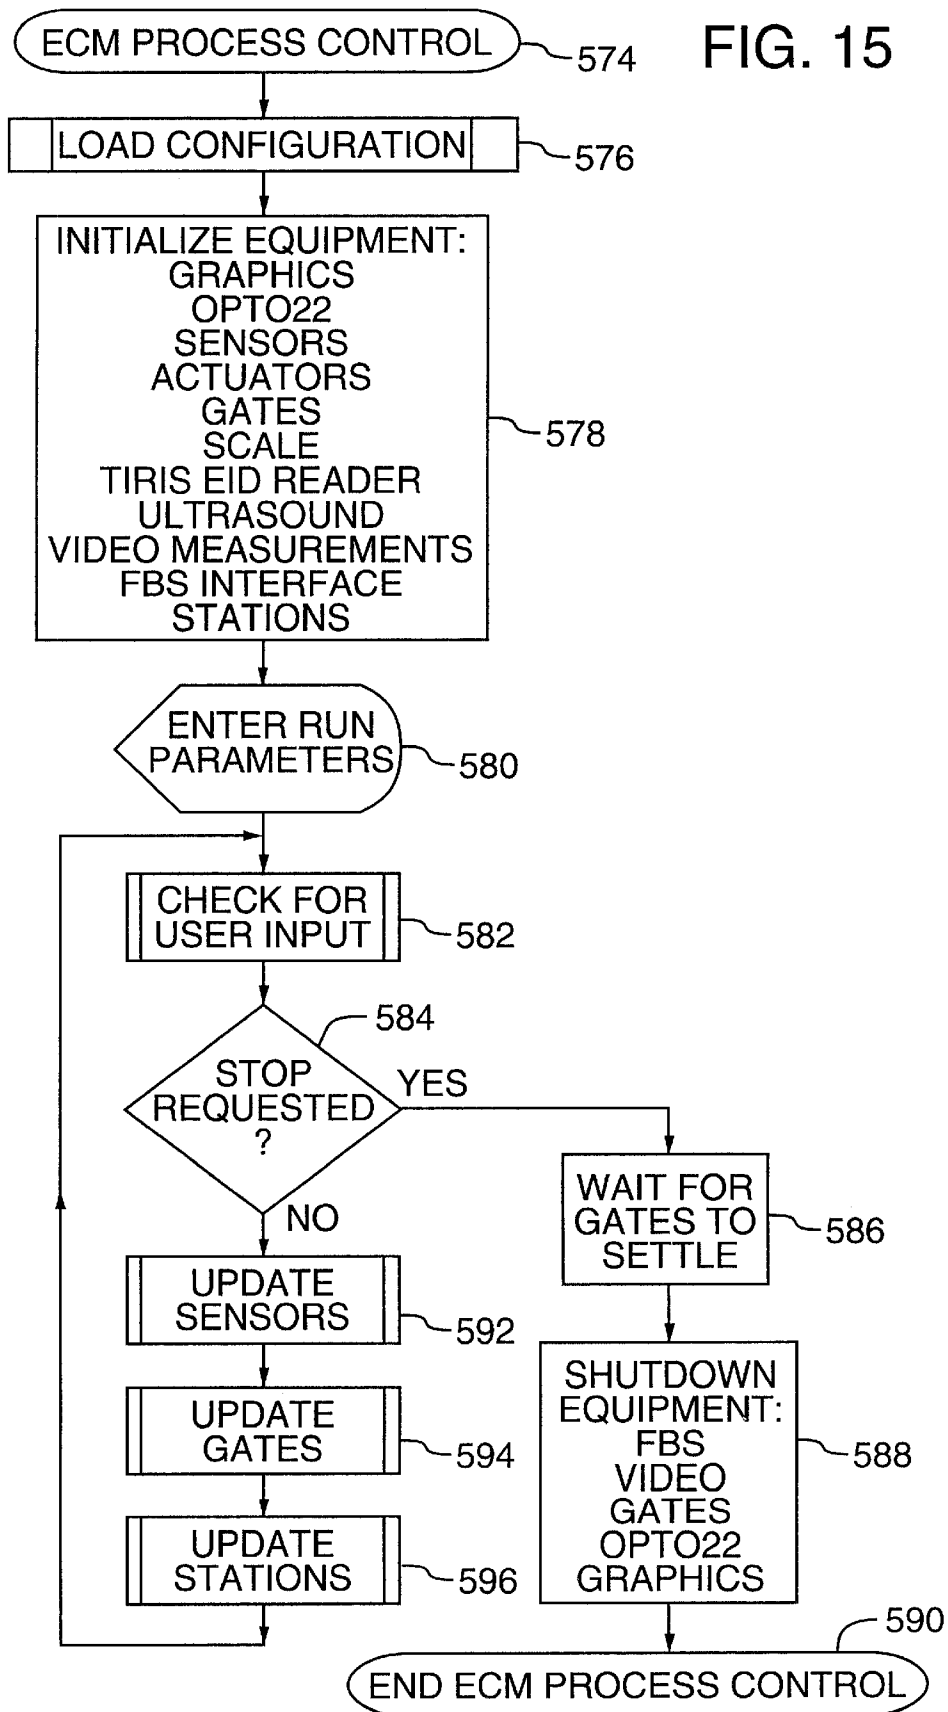 ECM PROCESS CONTROL
574
FIG. 15
LOAD CONFIGURATION
576
INITIALIZE EQUIPMENT:
GRAPHICS
OPTO22
SENSORS
ACTUATORS
GATES
SCALE
TIRIS EID READER
ULTRASOUND
VIDEO MEASUREMENTS
FBS INTERFACE
STATIONS
578
ENTER RUN
PARAMETERS
580
CHECK FOR
USER INPUT
582
584
STOP
REQUESTED
?
YES
NO
WAIT FOR
GATES TO
SETTLE
586
UPDATE
SENSORS
592
UPDATE
GATES
594
UPDATE
STATIONS
596
SHUTDOWN
EQUIPMENT:
FBS
VIDEO
GATES
OPTO22
GRAPHICS
588
590
END ECM PROCESS CONTROL